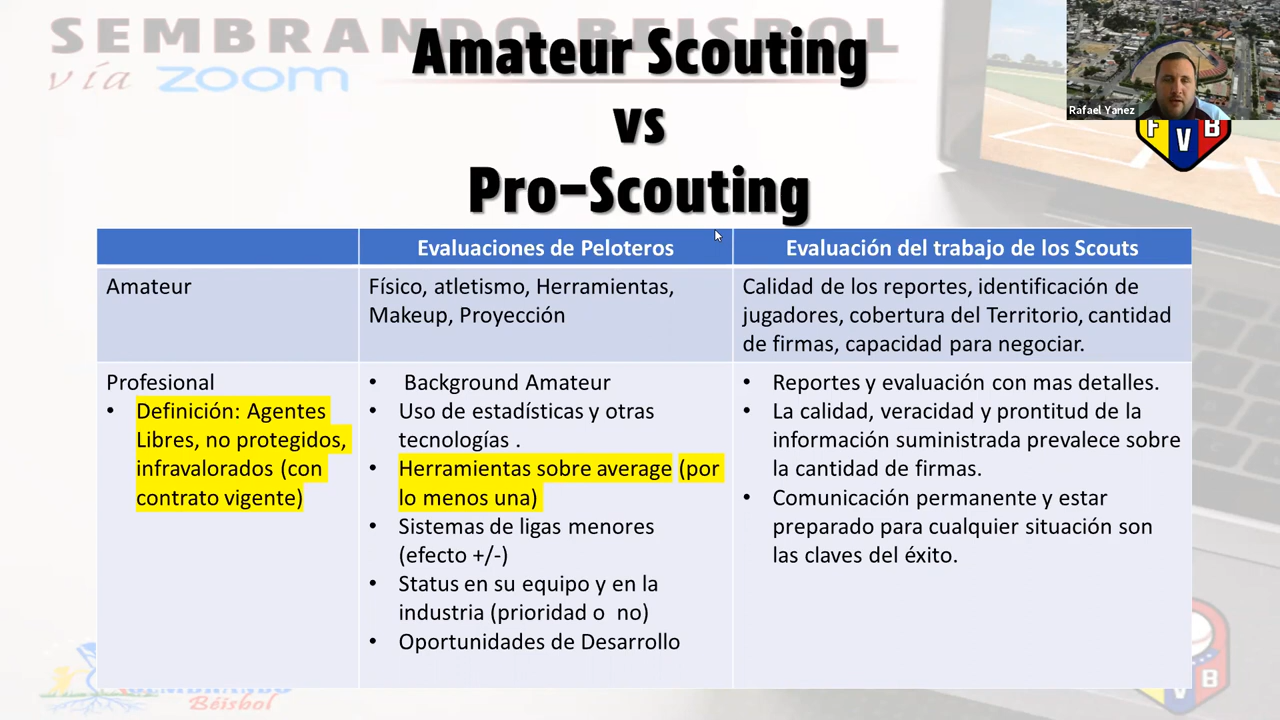 SEMBRANDO BEISBOL
vía zoom
Amateur Scouting
vs
Pro-Scouting
Rafael Yanez
F V B
Evaluaciones de Peloteros
Evaluación del trabajo de los Scouts
Amateur
Físico, atletismo, Herramientas,
Makeup, Proyección
Calidad de los reportes, identificación de
jugadores, cobertura del Territorio, cantidad
de firmas, capacidad para negociar.
Profesional
• Definición: Agentes
Libres, no protegidos,
infravalorados (con
contrato vigente)
• Background Amateur
• Uso de estadísticas y otras
tecnologías .
• Herramientas sobre average (por
lo menos una)
• Sistemas de ligas menores
(efecto +/-)
• Status en su equipo y en la
industria (prioridad o no)
• Oportunidades de Desarrollo
• Reportes y evaluación con mas detalles.
• La calidad, veracidad y prontitud de la
información suministrada prevalece sobre
la cantidad de firmas.
• Comunicación permanente y estar
preparado para cualquier situación son
las claves del éxito.
SEMBRANDO
Béisbol
V B